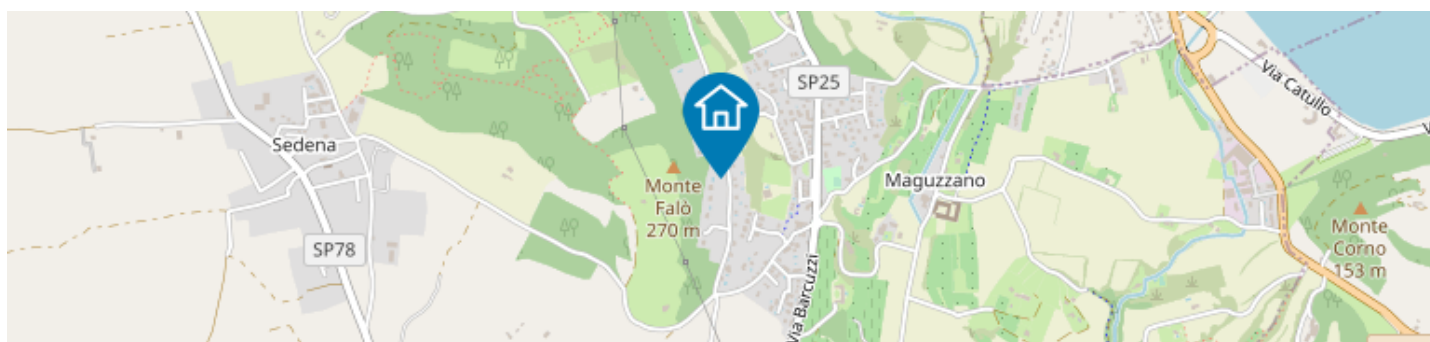 Via Catullo
SP25
Sedena
Maguzzano
Monte
Falò
270 m
Monte
Corno
153 m
SP78
Via Barcuzzi